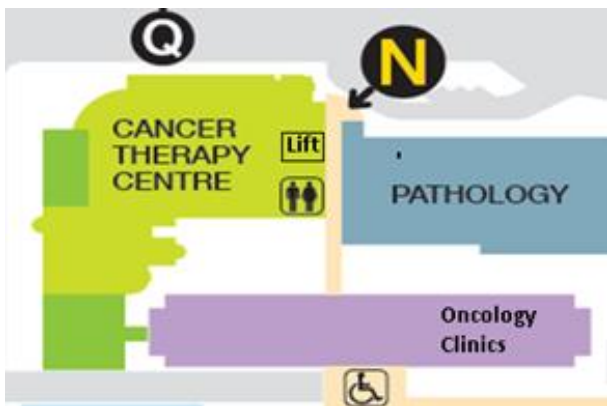 Q
N
CANCER
THERAPY
CENTRE
Lift
PATHOLOGY
Oncology
Clinics